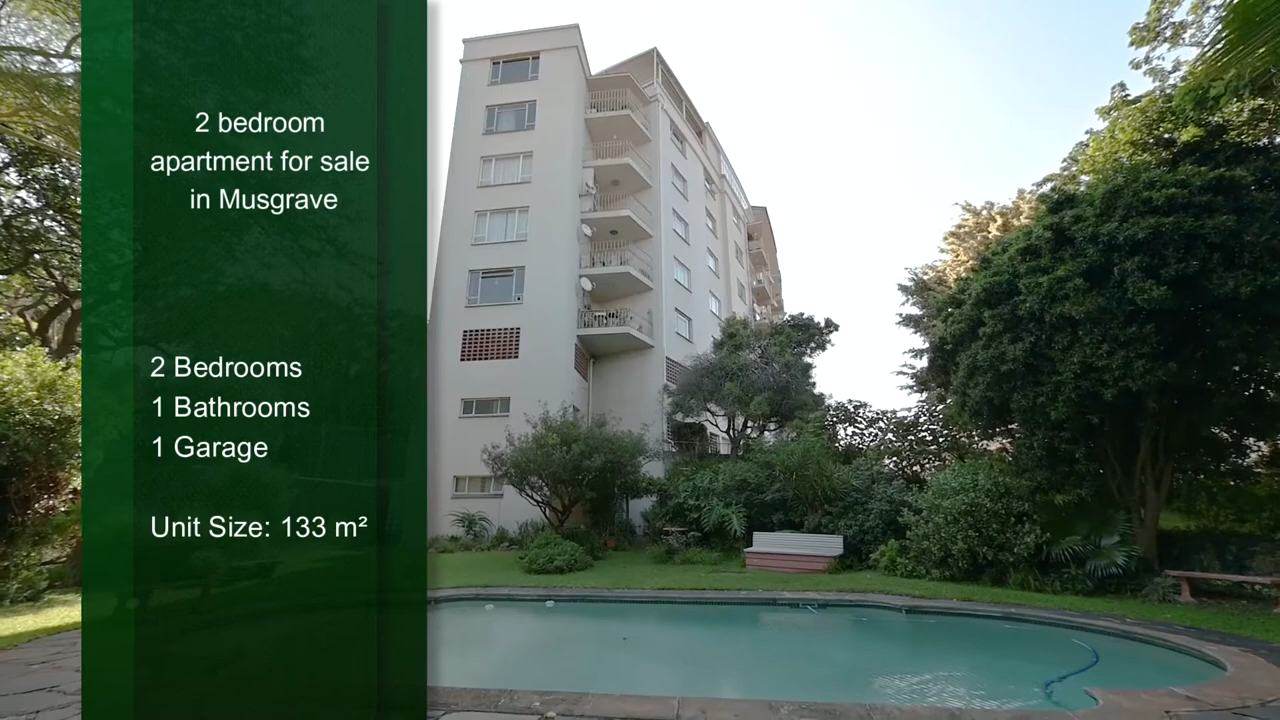 2 bedroom
apartment for sale
in Musgrave
2 Bedrooms
1 Bathrooms
1 Garage
Unit Size: 133 m²